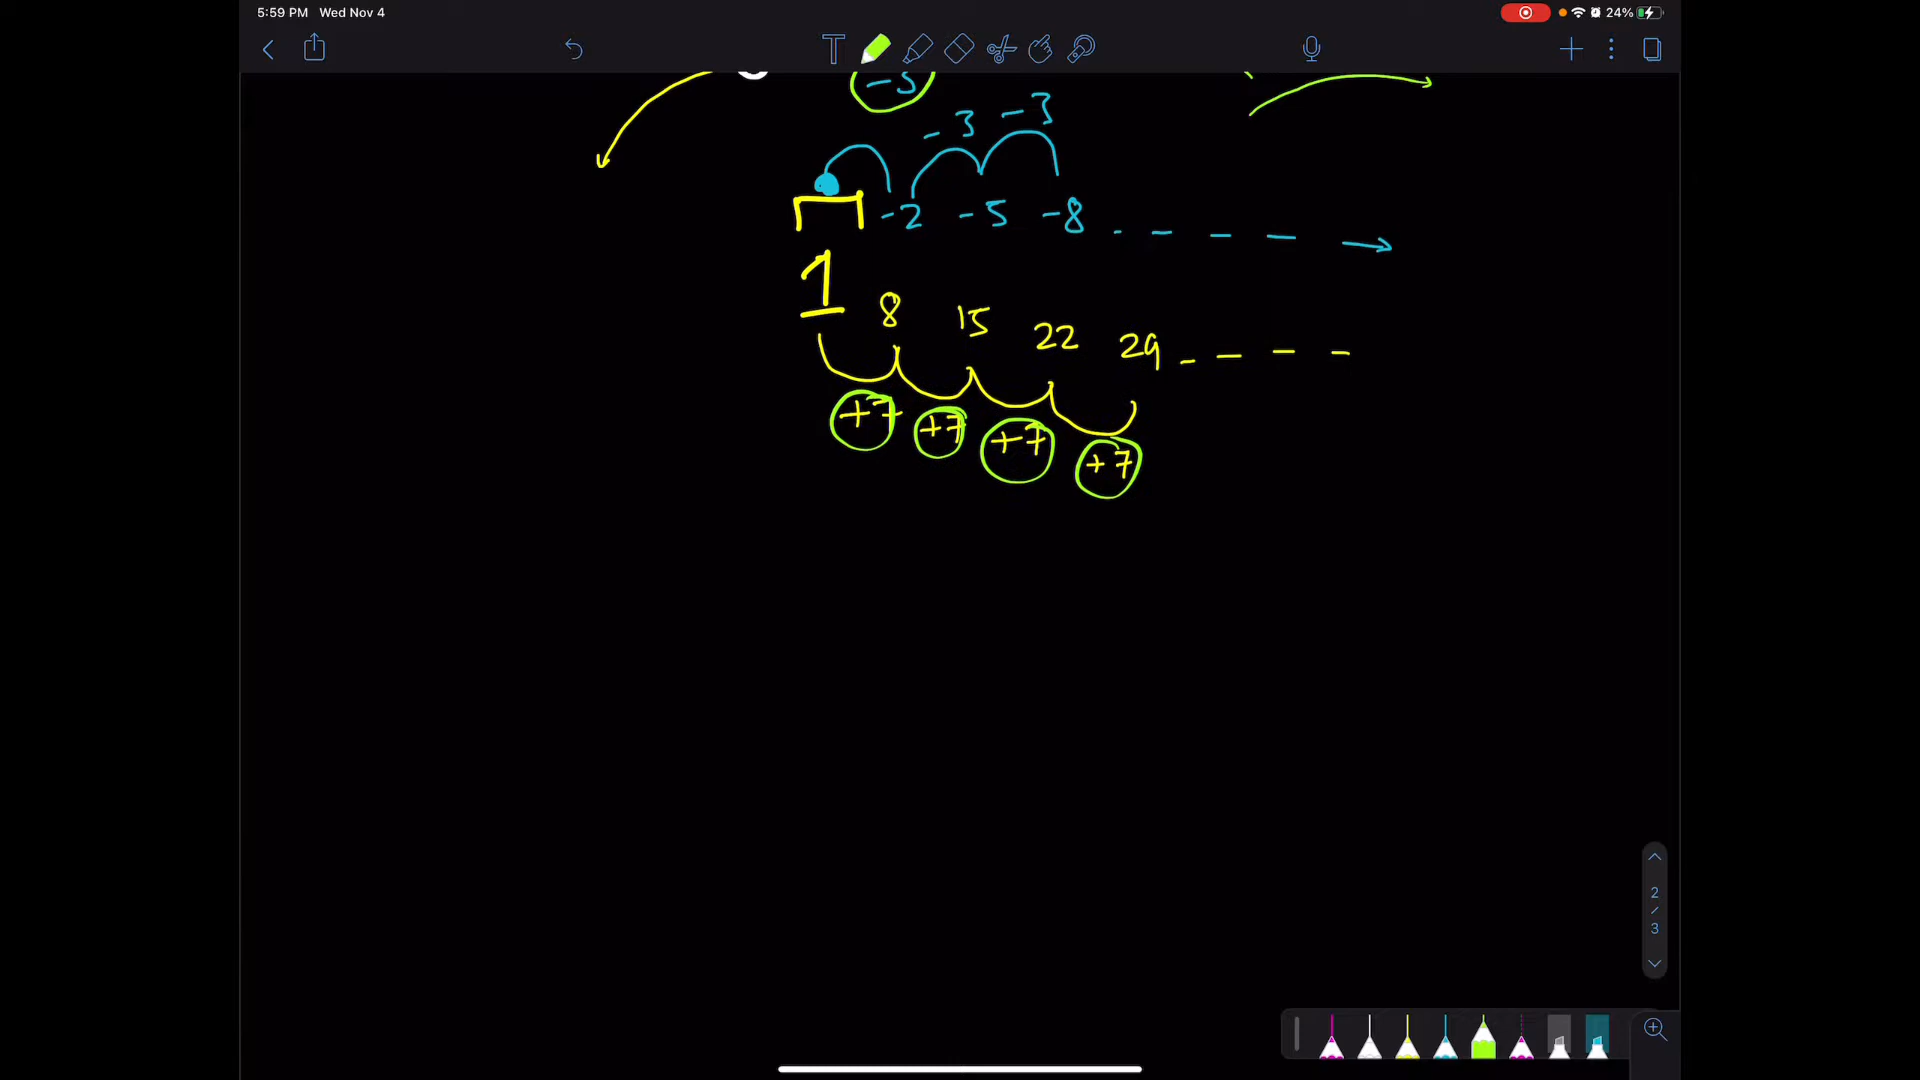 5:59 PM Wed Nov 4
24%
T
-3
-3 -3
-2 -5 -8 . - - - →
1 8 15 22 29 - - - -
+7 +7 +7 +7
2
/
3